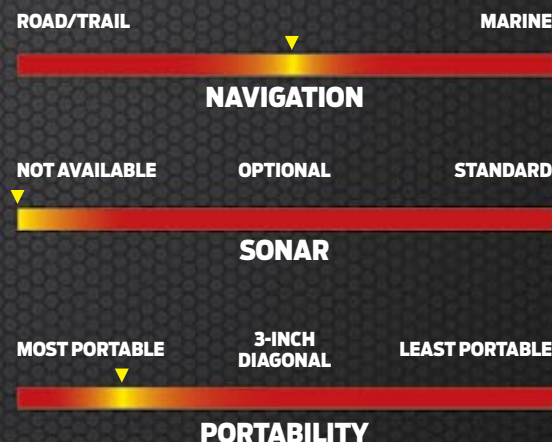 ROAD/TRAIL MARINE
NAVIGATION
NOT AVAILABLE OPTIONAL STANDARD
SONAR
MOST PORTABLE 3-INCH DIAGONAL LEAST PORTABLE
PORTABILITY